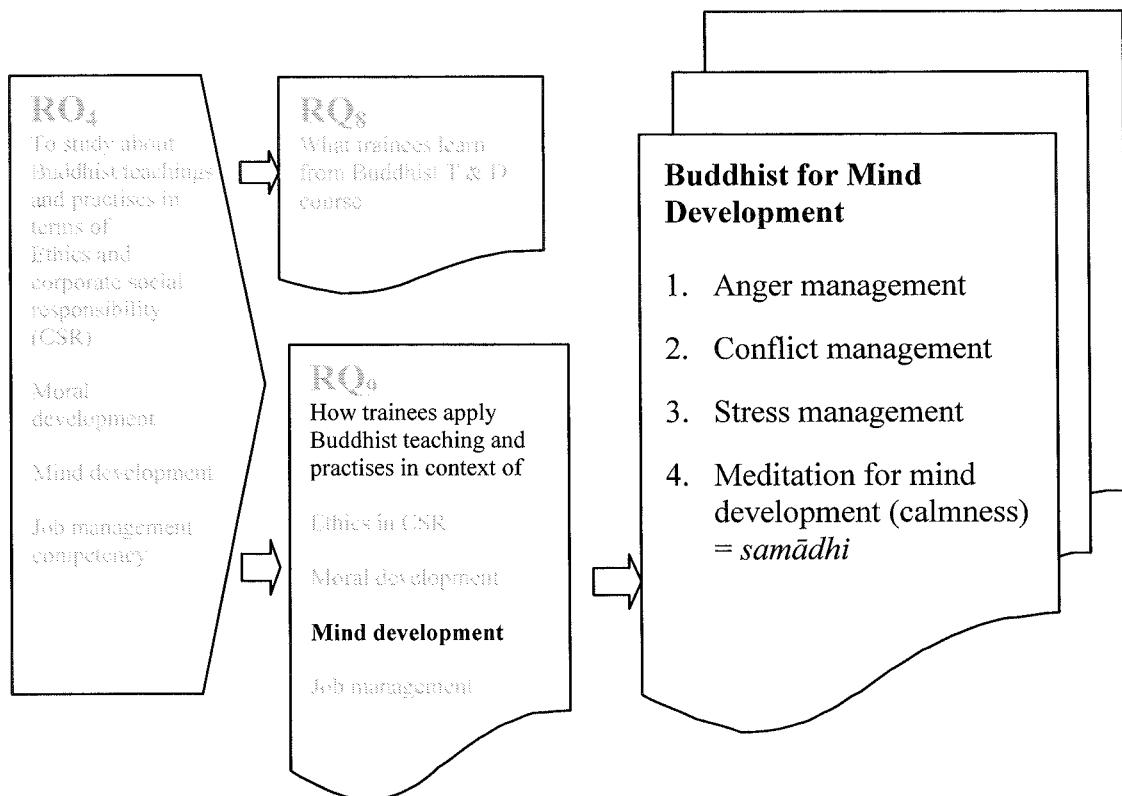 RO₄
To study about
Buddhist teachings
and practises in
terms of
Ethics and
corporate social
responsibility
(CSR)
Moral
development
Mind development
Job management
competency
RQ₈
What trainees learn
from Buddhist T & D
course
RQ₉
How trainees apply
Buddhist teaching and
practises in context of
Ethics in CSR
Moral development
Mind development
Job management
Buddhist for Mind
Development
1. Anger management
2. Conflict management
3. Stress management
4. Meditation for mind
development (calmness)
= samādhi